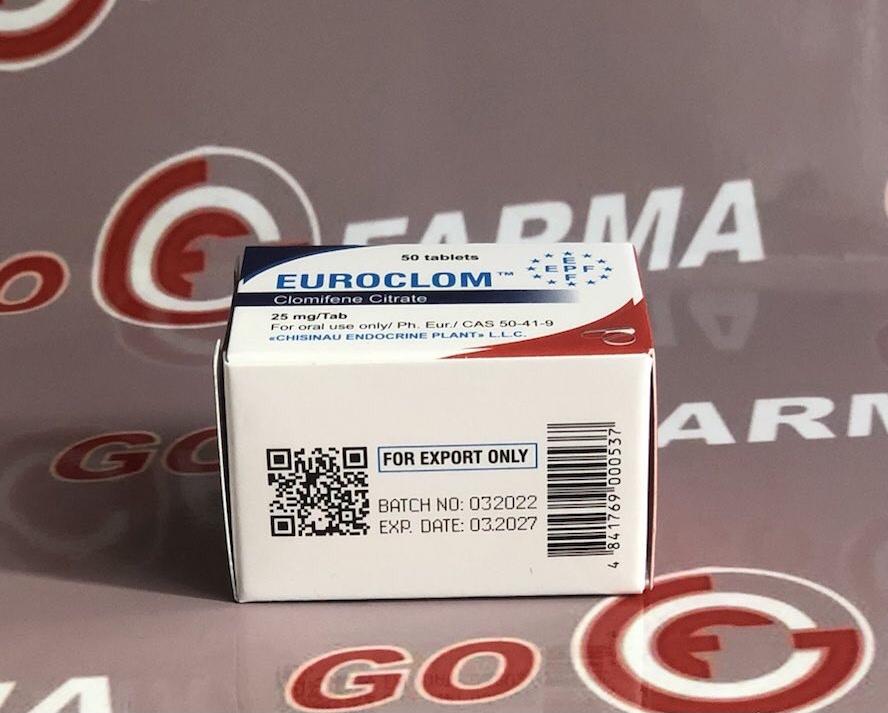 FARMA
GO
50 tablets
EUROCLOM™
EPF
E
F
Clomifene Citrate
25 mg/Tab
For oral use only/ Ph. Eur./ CAS 50-41-9
«CHISINAU ENDOCRINE PLANT» L.L.C.
GO
FOR EXPORT ONLY
BATCH NO: 032022
EXP. DATE: 03.2027
4 841769 000537
GO